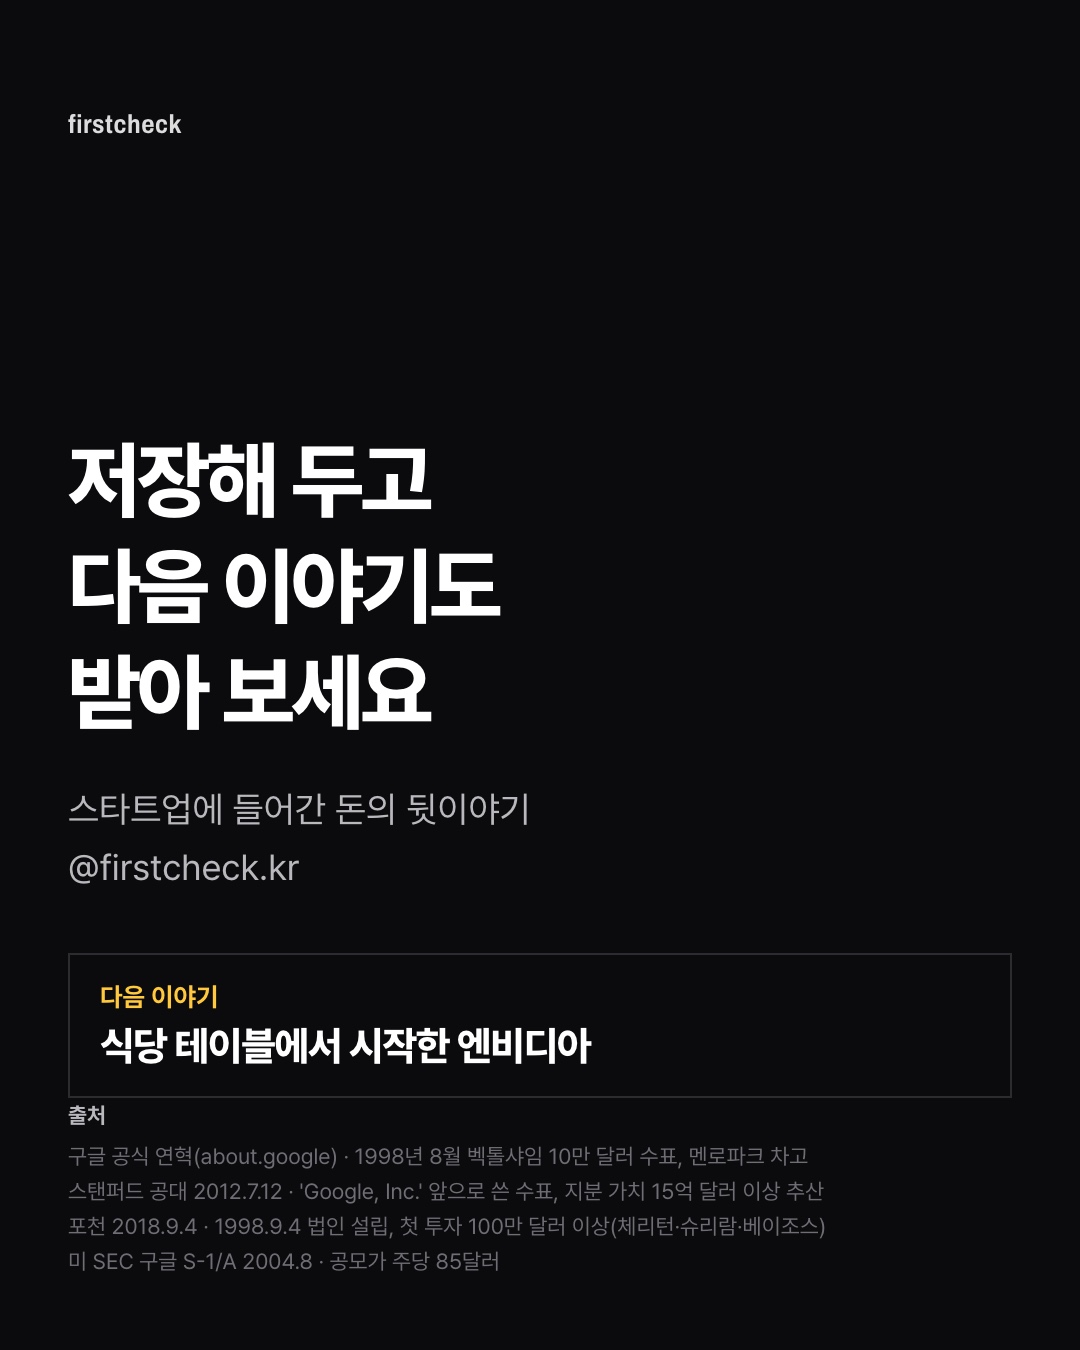 firstcheck
저장해 두고
다음 이야기도
받아 보세요
스타트업에 들어간 돈의 뒷이야기
@firstcheck.kr
다음 이야기
식당 테이블에서 시작한 엔비디아
출처
구글 공식 연혁(about.google) · 1998년 8월 벡톨샤임 10만 달러 수표, 멘로파크 차고
스탠퍼드 공대 2012.7.12 · 'Google, Inc.' 앞으로 쓴 수표, 지분 가치 15억 달러 이상 추산
포천 2018.9.4 · 1998.9.4 법인 설립, 첫 투자 100만 달러 이상(체리턴·슈리람·베이조스)
미 SEC 구글 S-1/A 2004.8 · 공모가 주당 85달러